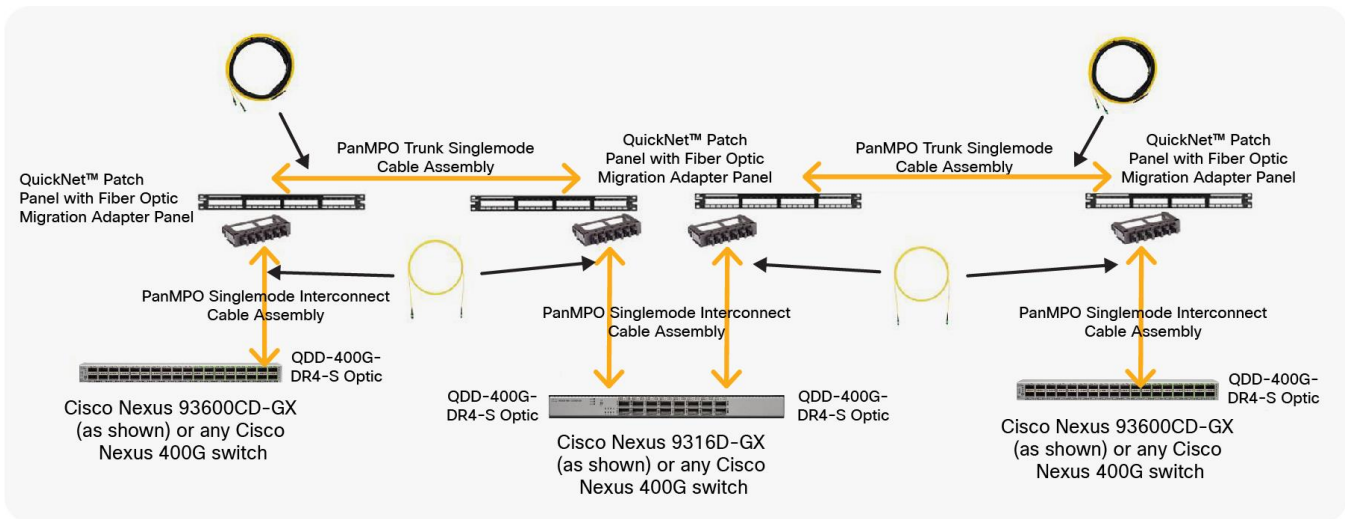 QuickNet™ Patch
Panel with Fiber Optic
Migration Adapter Panel
PanMPO Trunk Singlemode
Cable Assembly
QuickNet™ Patch
Panel with Fiber Optic
Migration Adapter Panel
PanMPO Trunk Singlemode
Cable Assembly
QuickNet™ Patch
Panel with Fiber Optic
Migration Adapter Panel
PanMPO Singlemode Interconnect
Cable Assembly
PanMPO Singlemode Interconnect
Cable Assembly
PanMPO Singlemode Interconnect
Cable Assembly
QDD-400G-
DR4-S Optic
Cisco Nexus 93600CD-GX
(as shown) or any Cisco
Nexus 400G switch
QDD-400G-
DR4-S Optic
QDD-400G-
DR4-S Optic
Cisco Nexus 9316D-GX
(as shown) or any Cisco
Nexus 400G switch
QDD-400G-
DR4-S Optic
Cisco Nexus 93600CD-GX
(as shown) or any Cisco
Nexus 400G switch